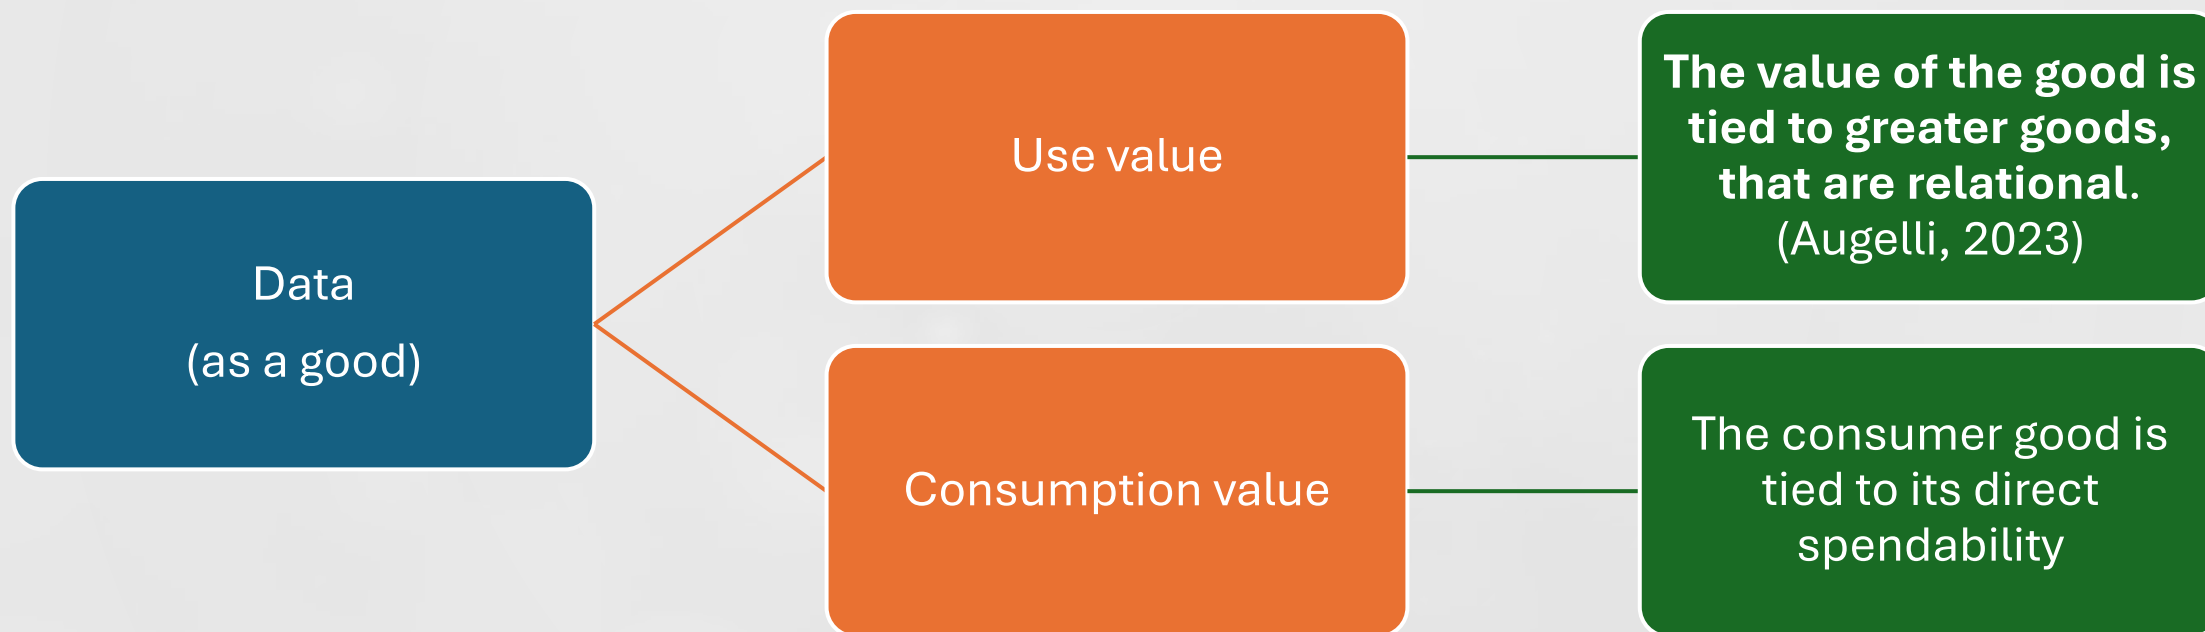 Data
(as a good)
Use value
The value of the good is
tied to greater goods,
that are relational.
(Augelli, 2023)
Consumption value
The consumer good is
tied to its direct
spendability